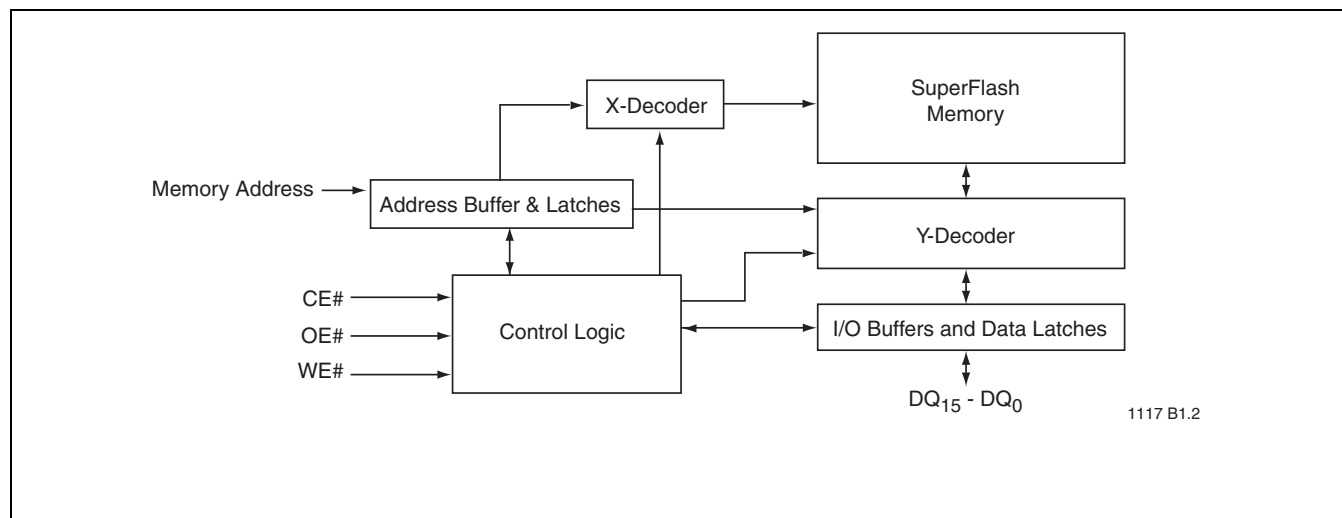 SuperFlash
Memory
X-Decoder
Memory Address
Address Buffer & Latches
Y-Decoder
CE#
OE#
WE#
Control Logic
I/O Buffers and Data Latches
DQ15 - DQ0
1117 B1.2